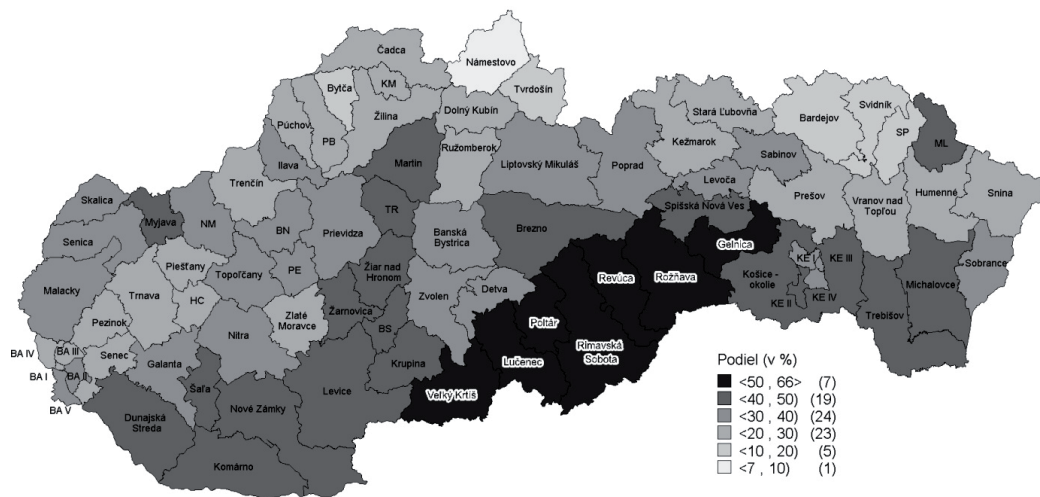 Čadca
Námestovo
Tvrdošín
Bytča
KM
Žilina
Dolný Kubín
Púchov
PB
Ilava
Martin
Ružomberok
Liptovský Mikuláš
Poprad
Kežmarok
Stará Ľubovňa
Sabinov
Levoča
Bardejov
Svidník
SP
ML
Prešov
Vranov nad
Topľou
Humenné
Snina
Sobrance
Michalovce
Trebišov
Skalica
Myjava
Senica
Malacky
NM
Trenčín
BN
Prievidza
TR
Banská
Bystrica
Brezno
Spišská Nová Ves
Gelnica
Rožňava
Revúca
Košice -
okolie
KE I
KE III
KE II
KE IV
Piešťany
Topoľčany
PE
Žiar nad
Hronom
Žarnovica
BS
Zvolen
Detva
Poltár
Rimavská
Sobota
Lučenec
Veľký Krtíš
Krupina
Trnava
HC
Zlaté
Moravce
Nitra
Pezinok
Senec
Galanta
Šaľa
Levice
Nové Zámky
Dunajská
Streda
Komárno
BA IV
BA III
BA I
BA II
BA V
Podiel (v %)
<50 , 66> (7)
<40 , 50) (19)
<30 , 40) (24)
<20 , 30) (23)
<10 , 20) (5)
<7 , 10) (1)